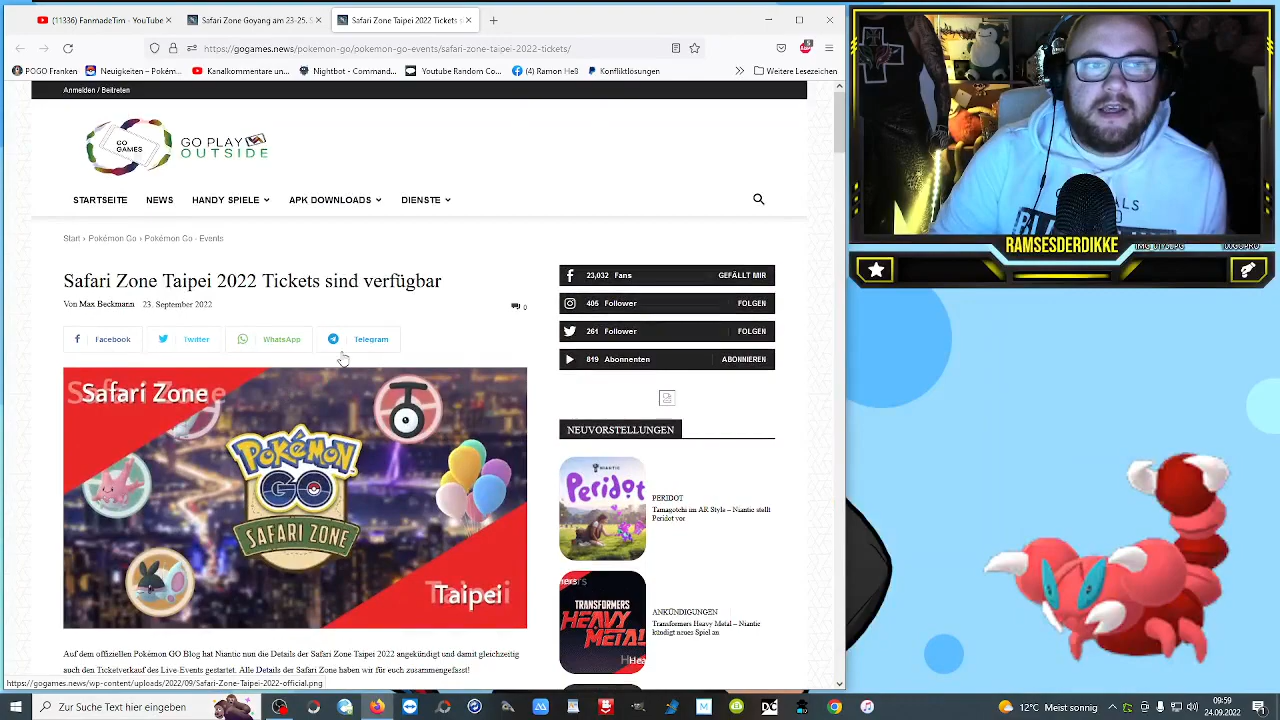 (11336) FANMADETu
Safari Zone Goyang am 23.-25.
Safari Zone Taipei 2022 Tickets s
https://gogames.news/pokemon-go/pokemon-go-events/safari-zone-taipei-2022-tickets/
POGO Franken
Neuigkeiten – Pokém...
Kanalkommentare un...
Nightbot - Comman...
Youtube Random Co...
(4) Ramon Heß
Konfliktlösungen
Weitere Lesezeichen
Anmelden / Beitreten
GO GAMES
GO PLAY OUTSIDE
STARTSEITE
NEWS
HANDY SPIELE
APK DOWNLOADS
DIENSTE
Start › Pokémon Go › Pokémon Go - Events
Safari Zone Taipei 2022 Tickets sind verfügbar
Von Max Beckmann 23. September 2022
0
Facebook
Twitter
WhatsApp
Telegram
23,032 Fans
GEFÄLLT MIR
405 Follower
FOLGEN
261 Follower
FOLGEN
819 Abonnenten
ABONNIEREN
Safari Zone
POKÉMON
GO
SAFARI ZONE
Taipei
NEUVORSTELLUNGEN
NIANTIC
Peridot
PERIDOT
Tamagotchi im AR Style – Niantic stellt
Peridot vor
TRANSFORMERS
HEAVY METAL
ANKÜNDIGUNGEN
Transformers Heavy Metal – Niantic
kündigt neues Spiel an
Auf dem offiziellen Pokémon GO Blog hat Niantic nun die Details der Safari Zone Taipei 2022 angekündigt und damit gleichzeitig
auch den Ticketverkauf des Live Events gestartet. Alle Details der Safari Zone haben wir für euch zusammengefasst!
https://gogames.news/wp-content/uploads/2022/09/Safari-Zone-Taipei-2022-official.png
RAMSESDERDIKKE
Zur Suche Text hier eingeben
12°C Meist sonnig
09:59
24.09.2022